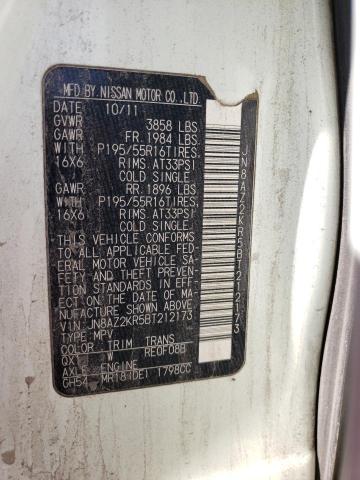 MFD BY NISSAN MOTOR CO.,LTD.
DATE 10/11
GVWR 3858 LBS
GAWR FR 1984 LBS
WITH P195/55R16TIRES.
16X6 RIMS. AT33PSI
COLD SINGLE.
GAWR: RR: 1896 LBS
WITH P195/55R16TIRES.
16X6 RIMS. AT33PSI
COLD SINGLE.
THIS VEHICLE CONFORMS
TO ALL APPLICABLE FED-
ERAL MOTOR VEHICLE SA-
FETY AND THEFT PREVEN-
TION STANDARDS IN EFF-
ECT ON THE DATE OF MA-
NUFACTURE SHOWN ABOVE.
VIN: JN8AZ2KR5BT212173
TYPE: MPV
COLOR TRIM TRANS
QX1 W RE0F08B
AXLE ENGINE
GH54 MR18(DE) 1798CC
JN8AZ2KR5BT212173